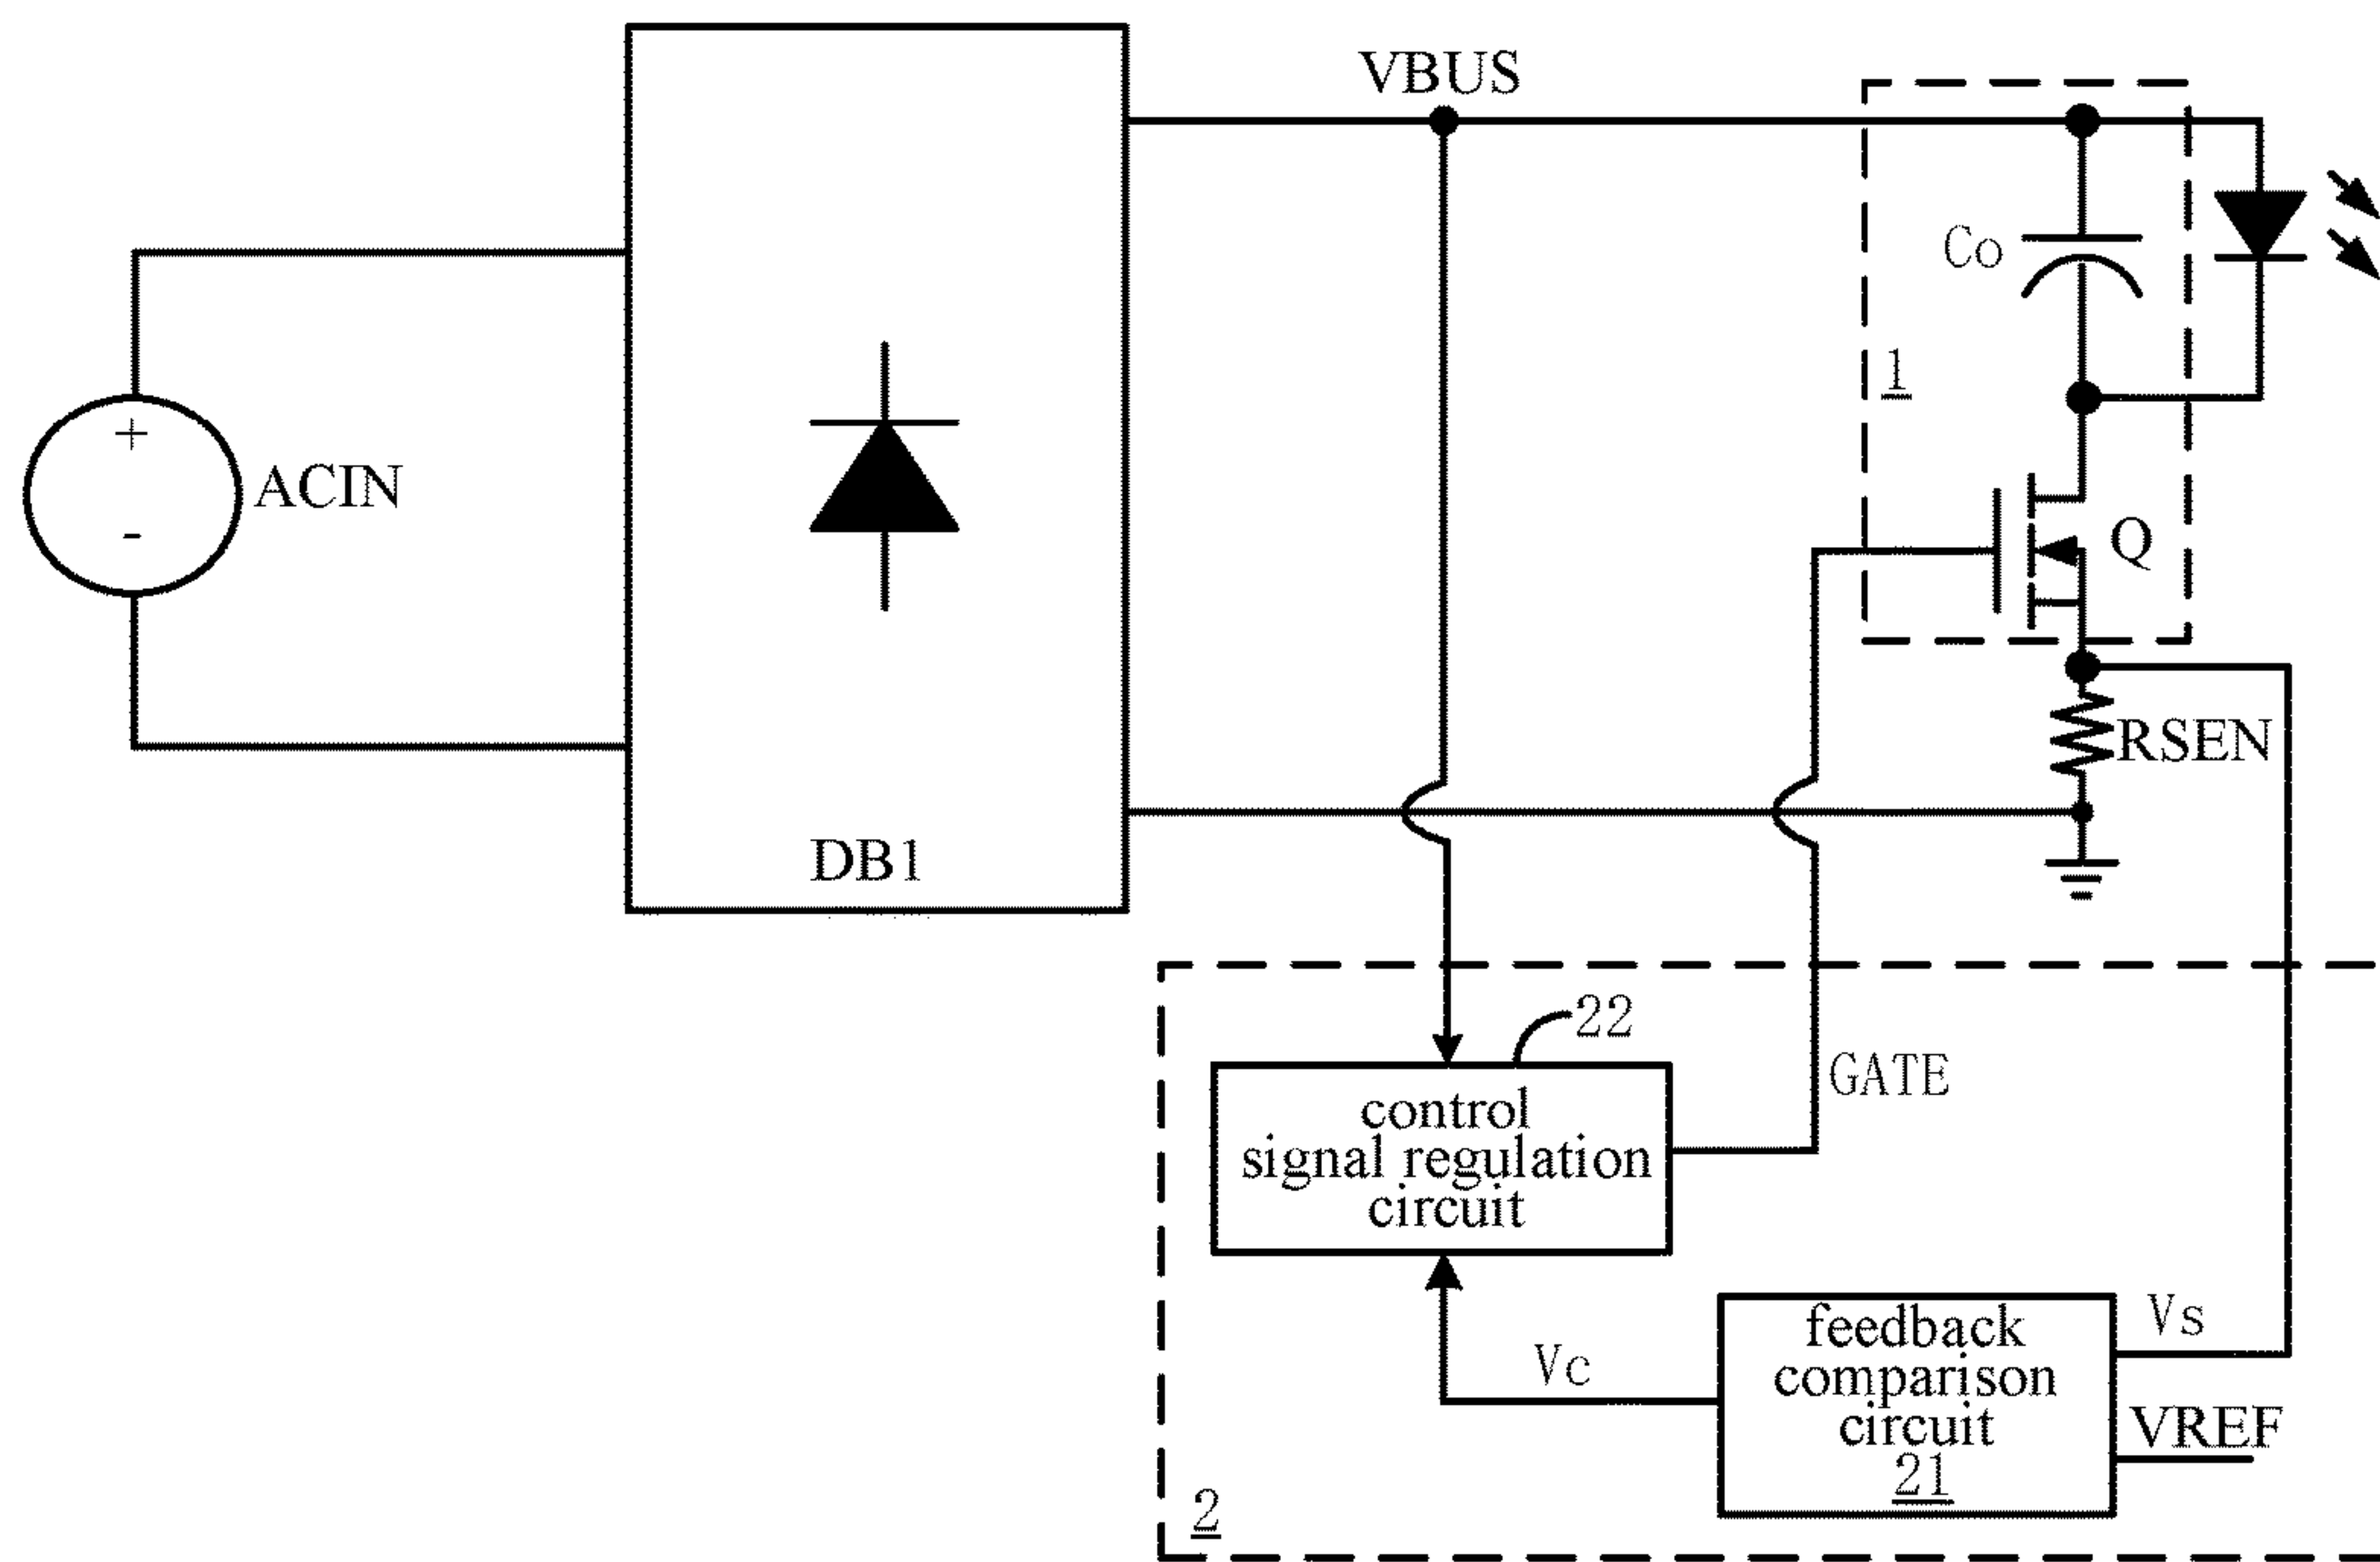 VBUS
Co
1
+
ACIN
-
Q
RSEN
DB1
22
GATE
control
signal regulation
circuit
Vs
feedback
comparison
circuit
21
Vc
VREF
2